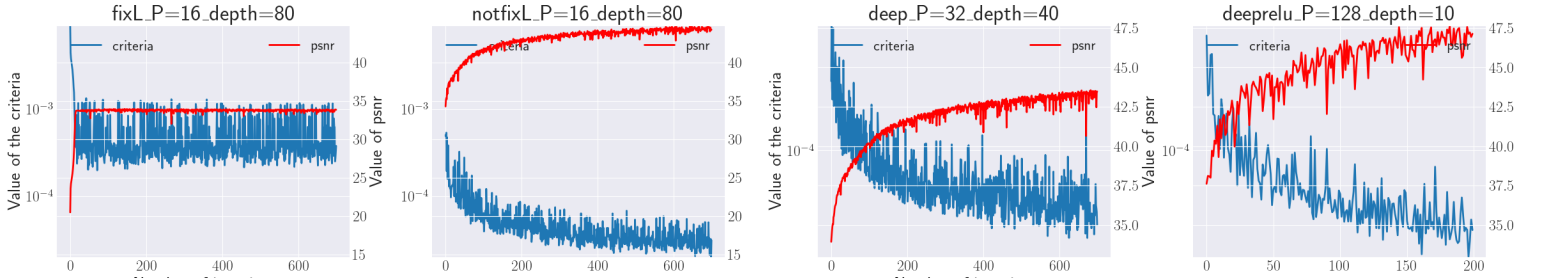 fixL_P=16_depth=80
criteria
psnr
Value of the criteria
10⁻³
10⁻⁴
40
35
30
25
20
15
0
200
400
600
Value of psnr
notfixL_P=16_depth=80
criteria
psnr
10⁻³
10⁻⁴
40
35
30
25
20
15
0
200
400
600
deep_P=32_depth=40
criteria
psnr
Value of the criteria
10⁻⁴
47.5
45.0
42.5
40.0
37.5
35.0
0
200
400
600
Value of psnr
deeprelu_P=128_depth=10
criteria
psnr
10⁻⁴
47.5
45.0
42.5
40.0
37.5
35.0
0
50
100
150
200